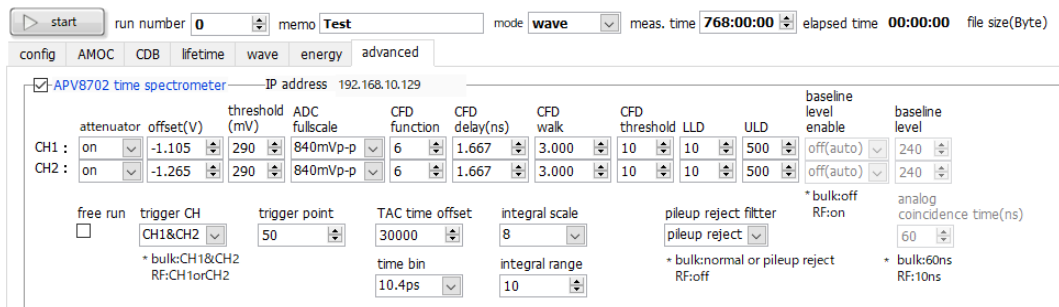 start run number 0 memo Test mode wave meas. time 768:00:00 elapsed time 00:00:00 file size(Byte)
config AMOC CDB lifetime wave energy advanced
APV8702 time spectrometer IP address 192.168.10.129
attenuator offset(V) threshold (mV) ADC fullscale CFD function CFD delay(ns) CFD walk CFD threshold LLD ULD baseline level enable baseline level
CH1 : on -1.105 290 840mVp-p 6 1.667 3.000 10 10 500 off(auto) 240
CH2 : on -1.265 290 840mVp-p 6 1.667 3.000 10 10 500 off(auto) 240
* bulk:off
RF:on
free run trigger CH trigger point TAC time offset integral scale pileup reject filtter analog coincidence time(ns)
CH1&CH2 50 30000 8 pileup reject 60
* bulk:CH1&CH2
RF:CH1orCH2
time bin integral range
10.4ps 10
* bulk:normal or pileup reject
RF:off
* bulk:60ns
RF:10ns